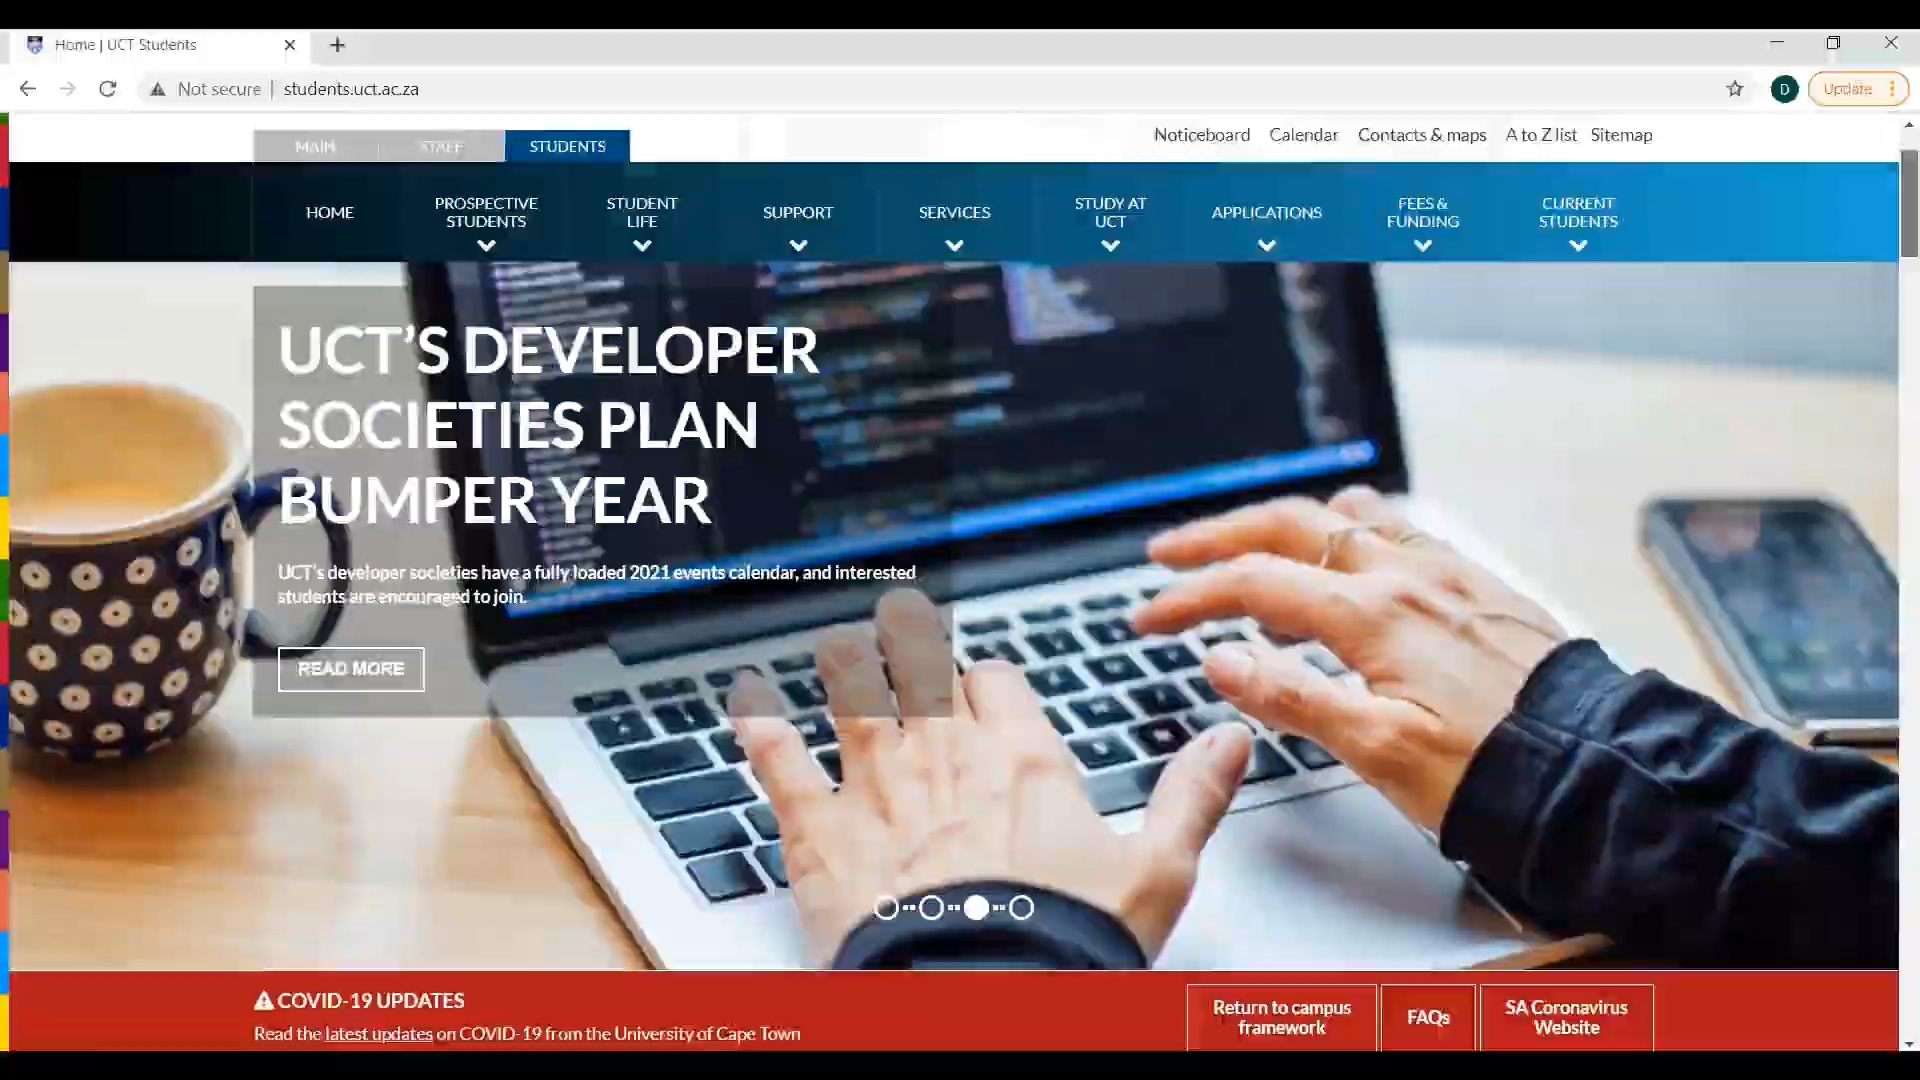 Home | UCT Students
Not secure
students.uct.ac.za
D
Update
MAIN
STAFF
STUDENTS
Noticeboard
Calendar
Contacts & maps
A to Z list
Sitemap
HOME
PROSPECTIVE
STUDENTS
STUDENT
LIFE
SUPPORT
SERVICES
STUDY AT
UCT
APPLICATIONS
FEES &
FUNDING
CURRENT
STUDENTS
UCT'S DEVELOPER
SOCIETIES PLAN
BUMPER YEAR
UCT's developer societies have a fully loaded 2021 events calendar, and interested
students are encouraged to join.
READ MORE
COVID-19 UPDATES
Read the latest updates on COVID-19 from the University of Cape Town
Return to campus
framework
FAQs
SA Coronavirus
Website